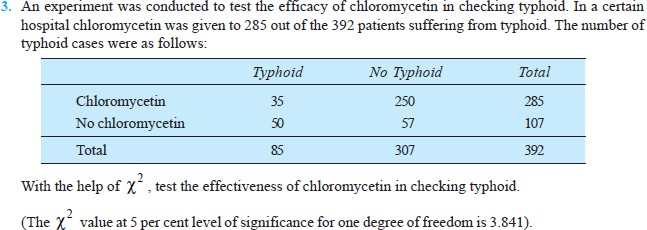 3. An experiment was conducted to test the efficacy of chloromycetin in checking typhoid. In a certain
hospital chloromycetin was given to 285 out of the 392 patients suffering from typhoid. The number of
typhoid cases were as follows:
Typhoid No Typhoid Total
Chloromycetin 35 250 285
No chloromycetin 50 57 107
Total 85 307 392
With the help of χ², test the effectiveness of chloromycetin in checking typhoid.
(The χ² value at 5 per cent level of significance for one degree of freedom is 3.841).